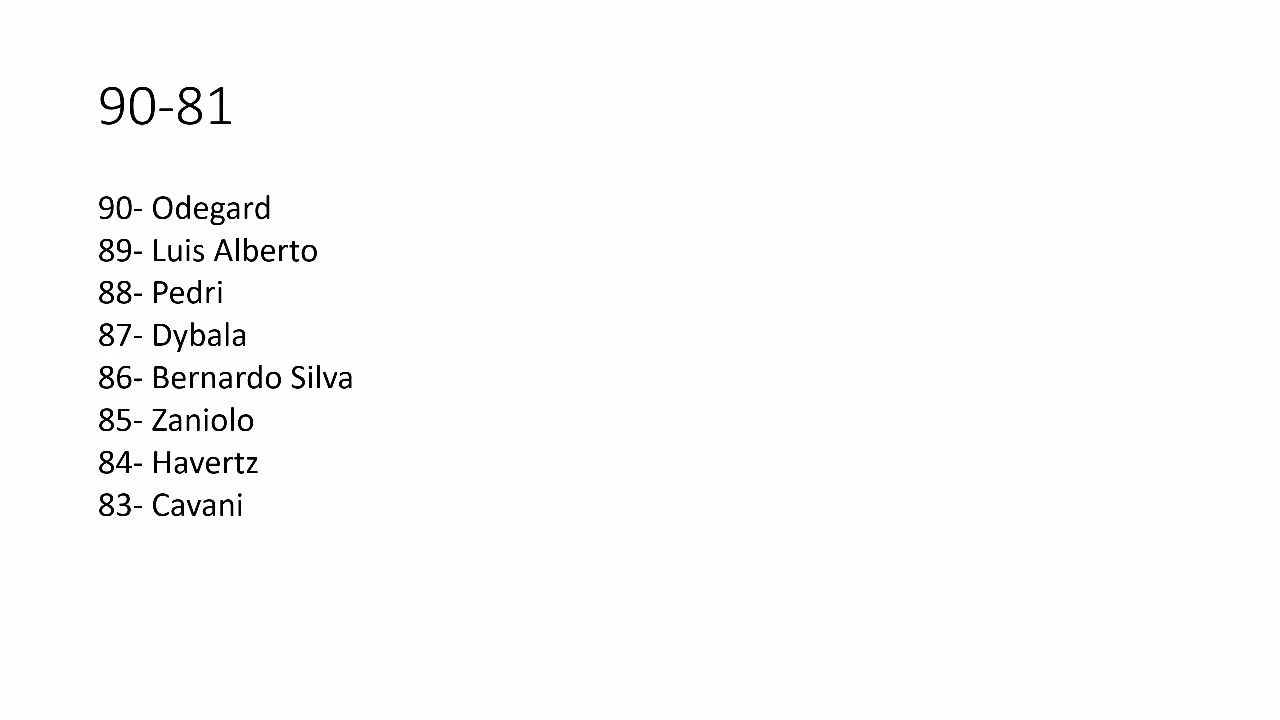 90-81
90- Odegard
89- Luis Alberto
88- Pedri
87- Dybala
86- Bernardo Silva
85- Zaniolo
84- Havertz
83- Cavani